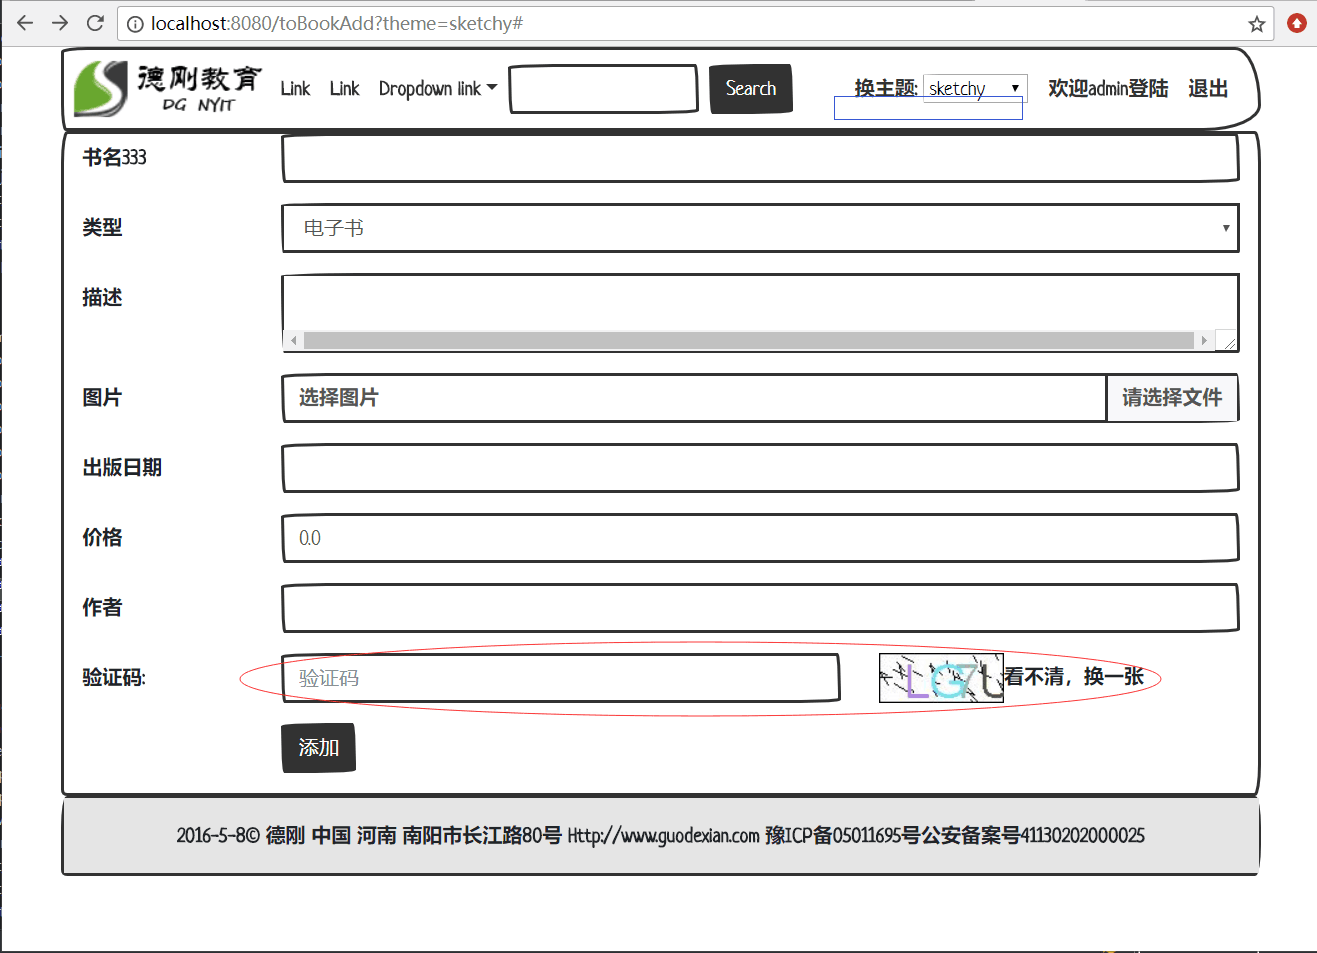 localhost:8080/toBookAdd?theme=sketchy#
德刚教育
DG NYIT
Link Link Dropdown link Search 换主题: sketchy 欢迎admin登陆 退出
书名333
类型 电子书
描述
图片 选择图片 请选择文件
出版日期
价格 0.0
作者
验证码: 验证码 LG7U 看不清，换一张
添加
2016-5-8© 德刚 中国 河南 南阳市长江路80号 Http://www.guodexian.com 豫ICP备05011695号公安备案号41130202000025